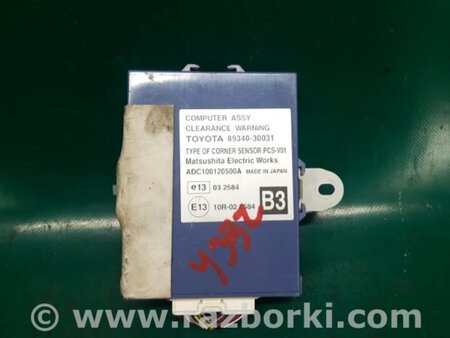 COMPUTER ASSY
CLEARANCE WARNING
TOYOTA 89340-30031
TYPE OF CORNER SENSOR:PCS-V01
Matsushita Electric Works
ADC100120500A MADE IN JAPAN
e13 03 2584
E13 10R-02 2584 B3
y392
© www.razborki.com